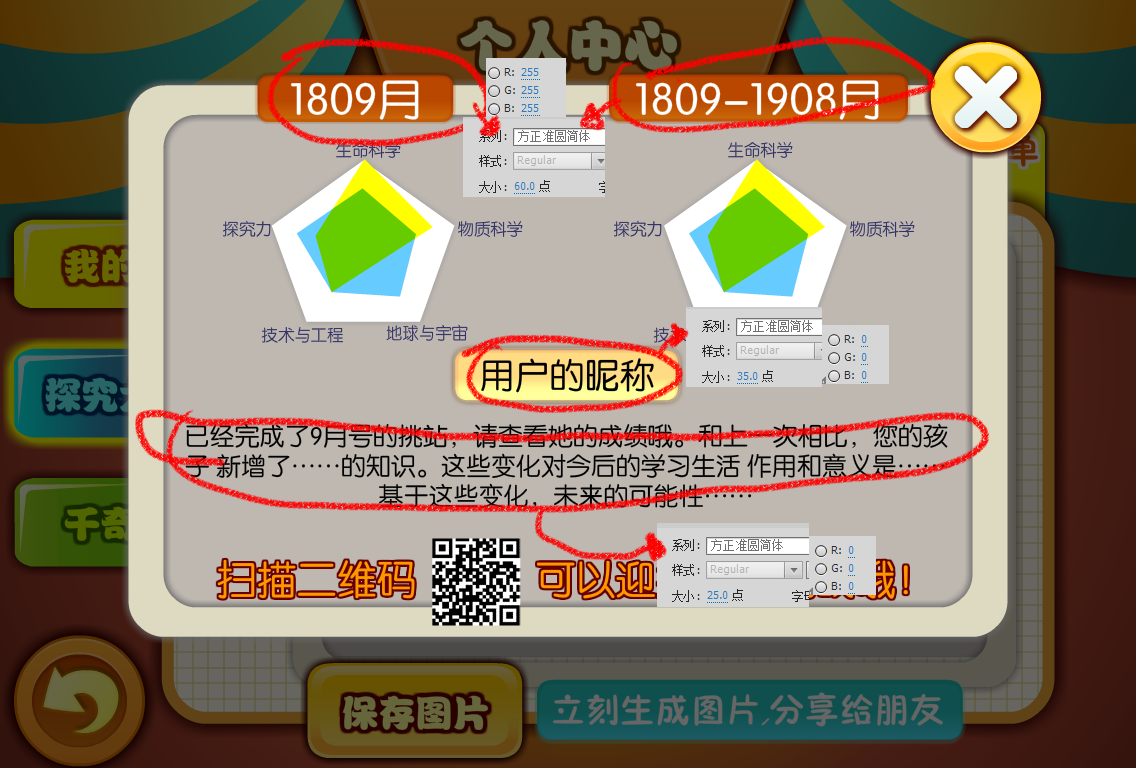 个人中心
1809月
1809-1908月
R: 255
G: 255
B: 255
系列: 方正准圆简体
样式: Regular
大小: 60.0 点
生命科学
探究力
物质科学
技术与工程
地球与宇宙
生命科学
探究力
物质科学
技
单
我的
系列: 方正准圆简体
样式: Regular
大小: 35.0 点
R: 0
G: 0
B: 0
用户的昵称
探究
已经完成了9月号的挑站，请查看她的成绩哦。和上一次相比，您的孩
子 新增了……的知识。这些变化对今后的学习生活 作用和意义是……
基于这些变化，未来的可能性……
千奇
系列: 方正准圆简体
样式: Regular
大小: 25.0 点
R: 0
G: 0
B: 0
扫描二维码
可以迎
哦！
保存图片
立刻生成图片,分享给朋友